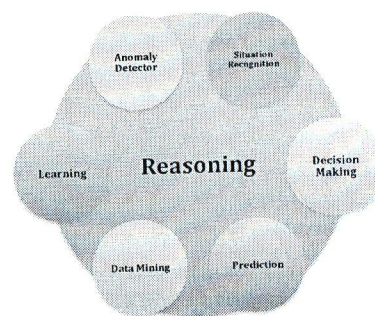 Anomaly
Detector
Situation
Recognition
Learning
Reasoning
Decision
Making
Data Mining
Prediction